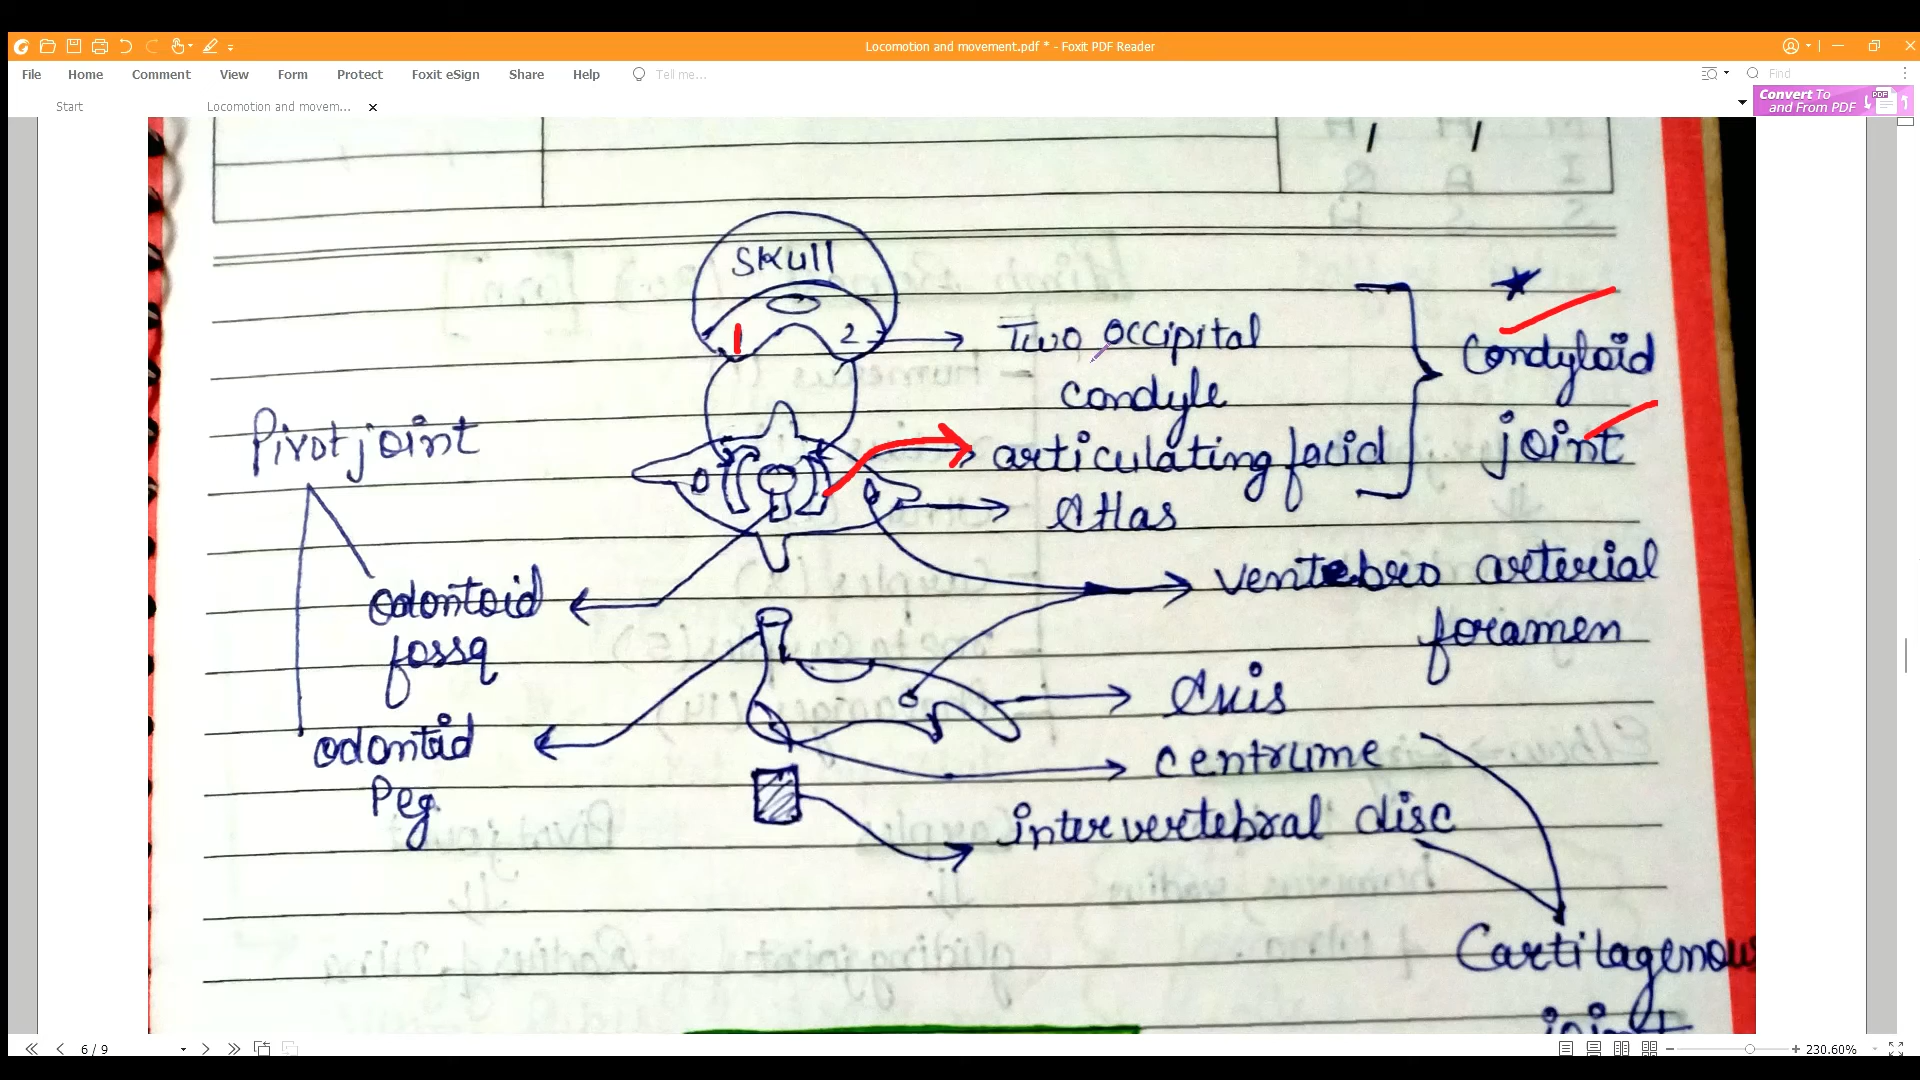 Locomotion and movement.pdf * - Foxit PDF Reader
File Home Comment View Form Protect Foxit eSign Share Help Tell me... Find
Start Locomotion and movem... Convert To and From PDF
Skull
1 2
Two occipital
condyle
Condyloid
joint
Pivot joint
articulating facid
Atlas
odontoid
fossa
ventebro arterial
foramen
Axis
odontid
Peg.
centrume
intervertebral disc
Cartilagenous
joint
6 / 9 230.60%